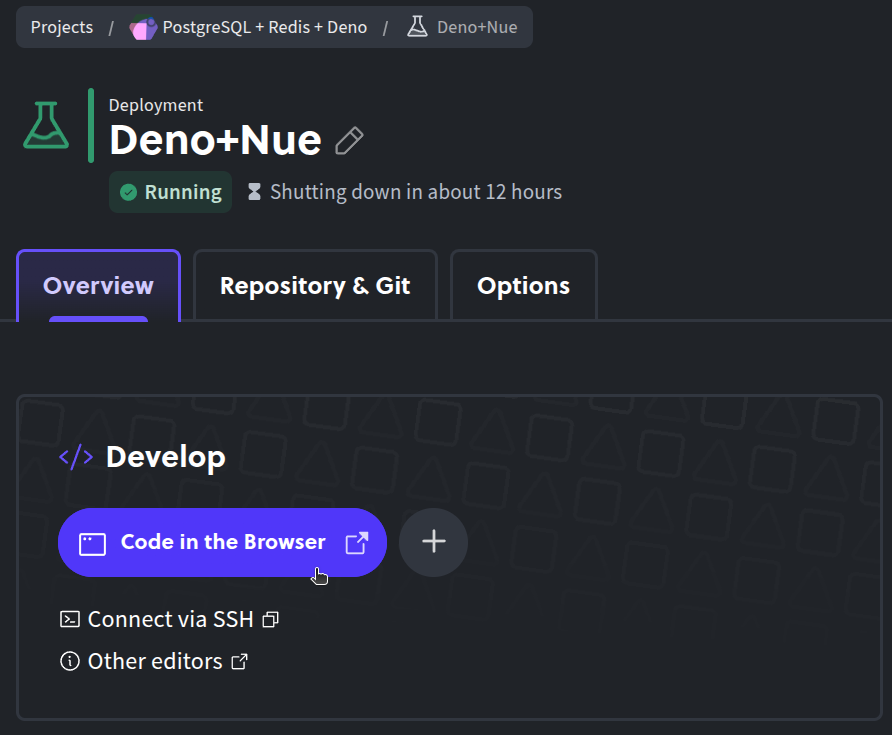 Projects / PostgreSQL + Redis + Deno / Deno+Nue
Deployment
Deno+Nue
Running Shutting down in about 12 hours
Overview Repository & Git Options
</> Develop
Code in the Browser +
Connect via SSH
Other editors